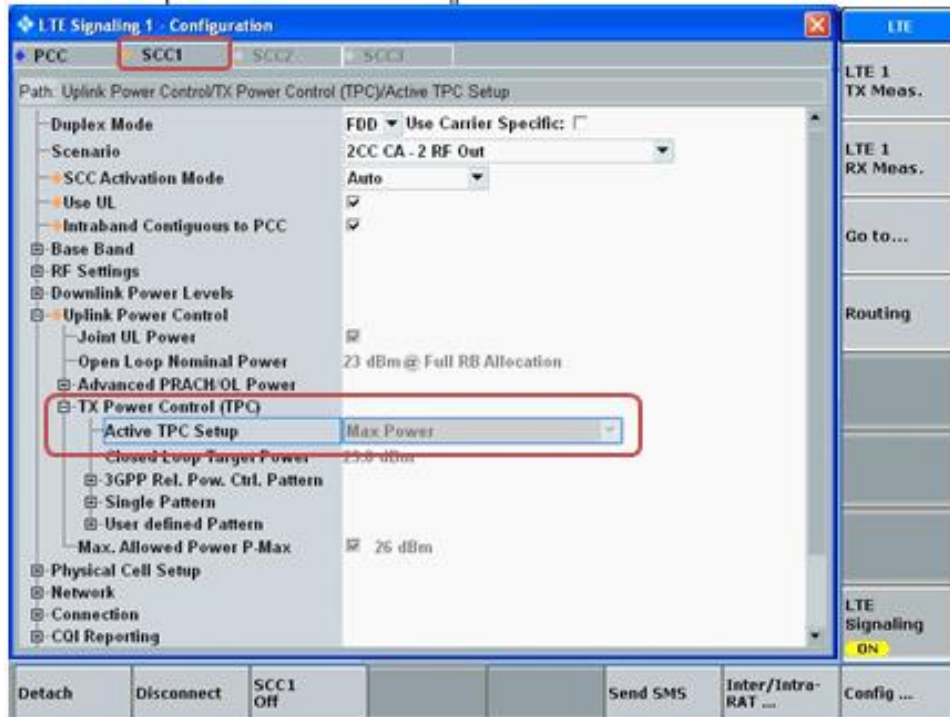 LTE Signaling 1 - Configuration
PCC SCC1 SCC2 SCC3
Path: Uplink Power Control/TX Power Control (TPC)/Active TPC Setup
Duplex Mode FDD Use Carrier Specific:
Scenario 2CC CA - 2 RF Out
SCC Activation Mode Auto
Use UL
Intraband Contiguous to PCC
Base Band
RF Settings
Downlink Power Levels
Uplink Power Control
Joint UL Power
Open Loop Nominal Power 23 dBm @ Full RB Allocation
Advanced PRACH/OL Power
TX Power Control (TPC)
Active TPC Setup Max Power
Closed Loop Target Power 23.0 dBm
3GPP Rel. Pow. Ctrl. Pattern
Single Pattern
User defined Pattern
Max. Allowed Power P-Max 26 dBm
Physical Cell Setup
Network
Connection
CQI Reporting
LTE
LTE 1
TX Meas.
LTE 1
RX Meas.
Go to...
Routing
LTE
Signaling
ON
Detach Disconnect SCC1
Off
Send SMS Inter/Intra-
RAT ...
Config ...